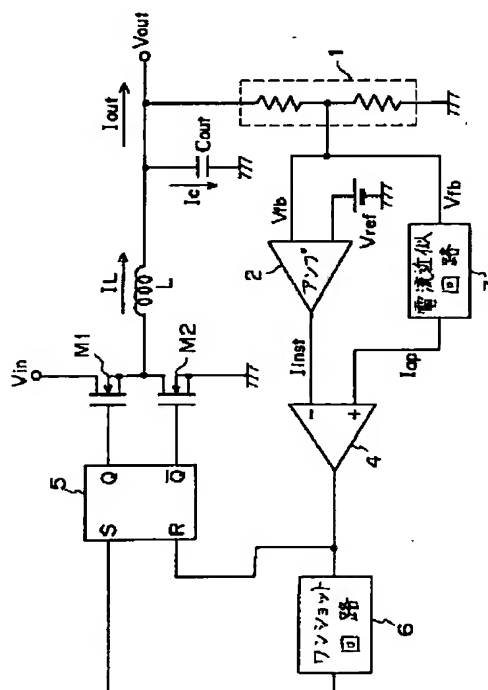 Vin
M1
M2
5
S
Q
R
Q̅
IL
L
Ic
Cout
Iout
Vout
1
Vfb
Vref
2
アンプ
Vfb
電流近似
回路
7
Iinst
Iap
-
+
4
ワンショット
回路
6